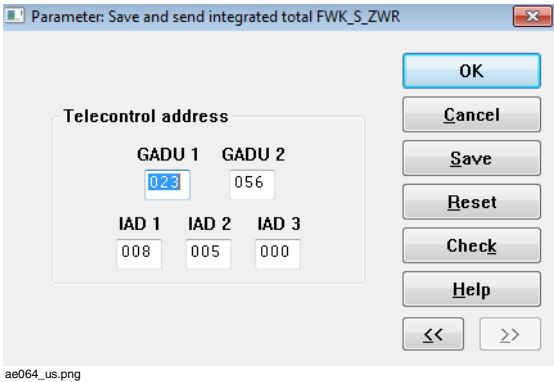 Parameter: Save and send integrated total FWK_S_ZWR
OK
Telecontrol address
Cancel
GADU 1 GADU 2
Save
023 056
Reset
IAD 1 IAD 2 IAD 3
Check
008 005 000
Help
<< >>
ae064_us.png